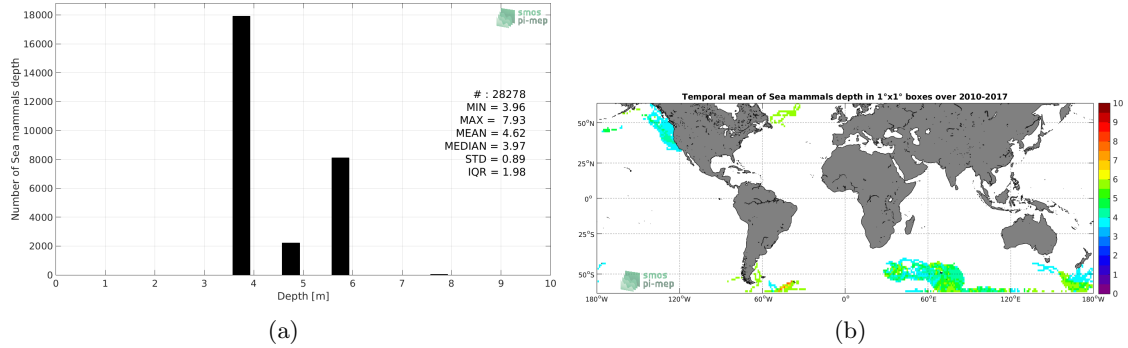 18000
16000
14000
12000
10000
8000
6000
4000
2000
0
Number of Sea mammals depth
smos
pi-mep
# : 28278
MIN = 3.96
MAX = 7.93
MEAN = 4.62
MEDIAN = 3.97
STD = 0.89
IQR = 1.98
0 1 2 3 4 5 6 7 8 9 10
Depth [m]
(a)
Temporal mean of Sea mammals depth in 1°x1° boxes over 2010-2017
50°N
25°N
0°
25°S
50°S
180°W 120°W 60°W 0° 60°E 120°E 180°W
smos
pi-mep
10
9
8
7
6
5
4
3
2
1
0
(b)